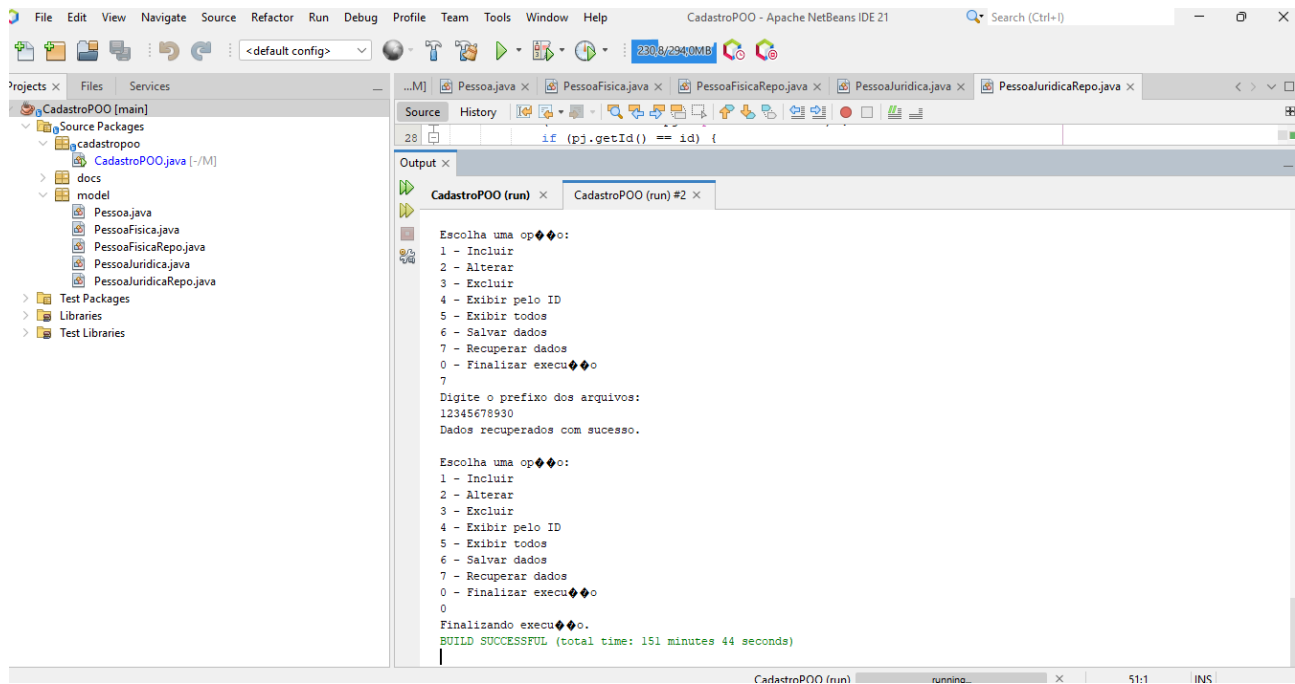 File Edit View Navigate Source Refactor Run Debug Profile Team Tools Window Help CadastroPOO - Apache NetBeans IDE 21 Search (Ctrl+I)
<default config> 230,8/294,0MB
Projects Files Services
...M] Pessoa.java PessoaFisica.java PessoaFisicaRepo.java PessoaJuridica.java PessoaJuridicaRepo.java
CadastroPOO [main]
Source Packages
cadastropoo
CadastroPOO.java [-/M]
docs
model
Pessoa.java
PessoaFisica.java
PessoaFisicaRepo.java
PessoaJuridica.java
PessoaJuridicaRepo.java
Test Packages
Libraries
Test Libraries
Source History
28 if (pj.getId() == id) {
Output
CadastroPOO (run) CadastroPOO (run) #2
Escolha uma op��o:
1 - Incluir
2 - Alterar
3 - Excluir
4 - Exibir pelo ID
5 - Exibir todos
6 - Salvar dados
7 - Recuperar dados
0 - Finalizar execu��o
7
Digite o prefixo dos arquivos:
12345678930
Dados recuperados com sucesso.
Escolha uma op��o:
1 - Incluir
2 - Alterar
3 - Excluir
4 - Exibir pelo ID
5 - Exibir todos
6 - Salvar dados
7 - Recuperar dados
0 - Finalizar execu��o
0
Finalizando execu��o.
BUILD SUCCESSFUL (total time: 151 minutes 44 seconds)
CadastroPOO (run) running... 51:1 INS